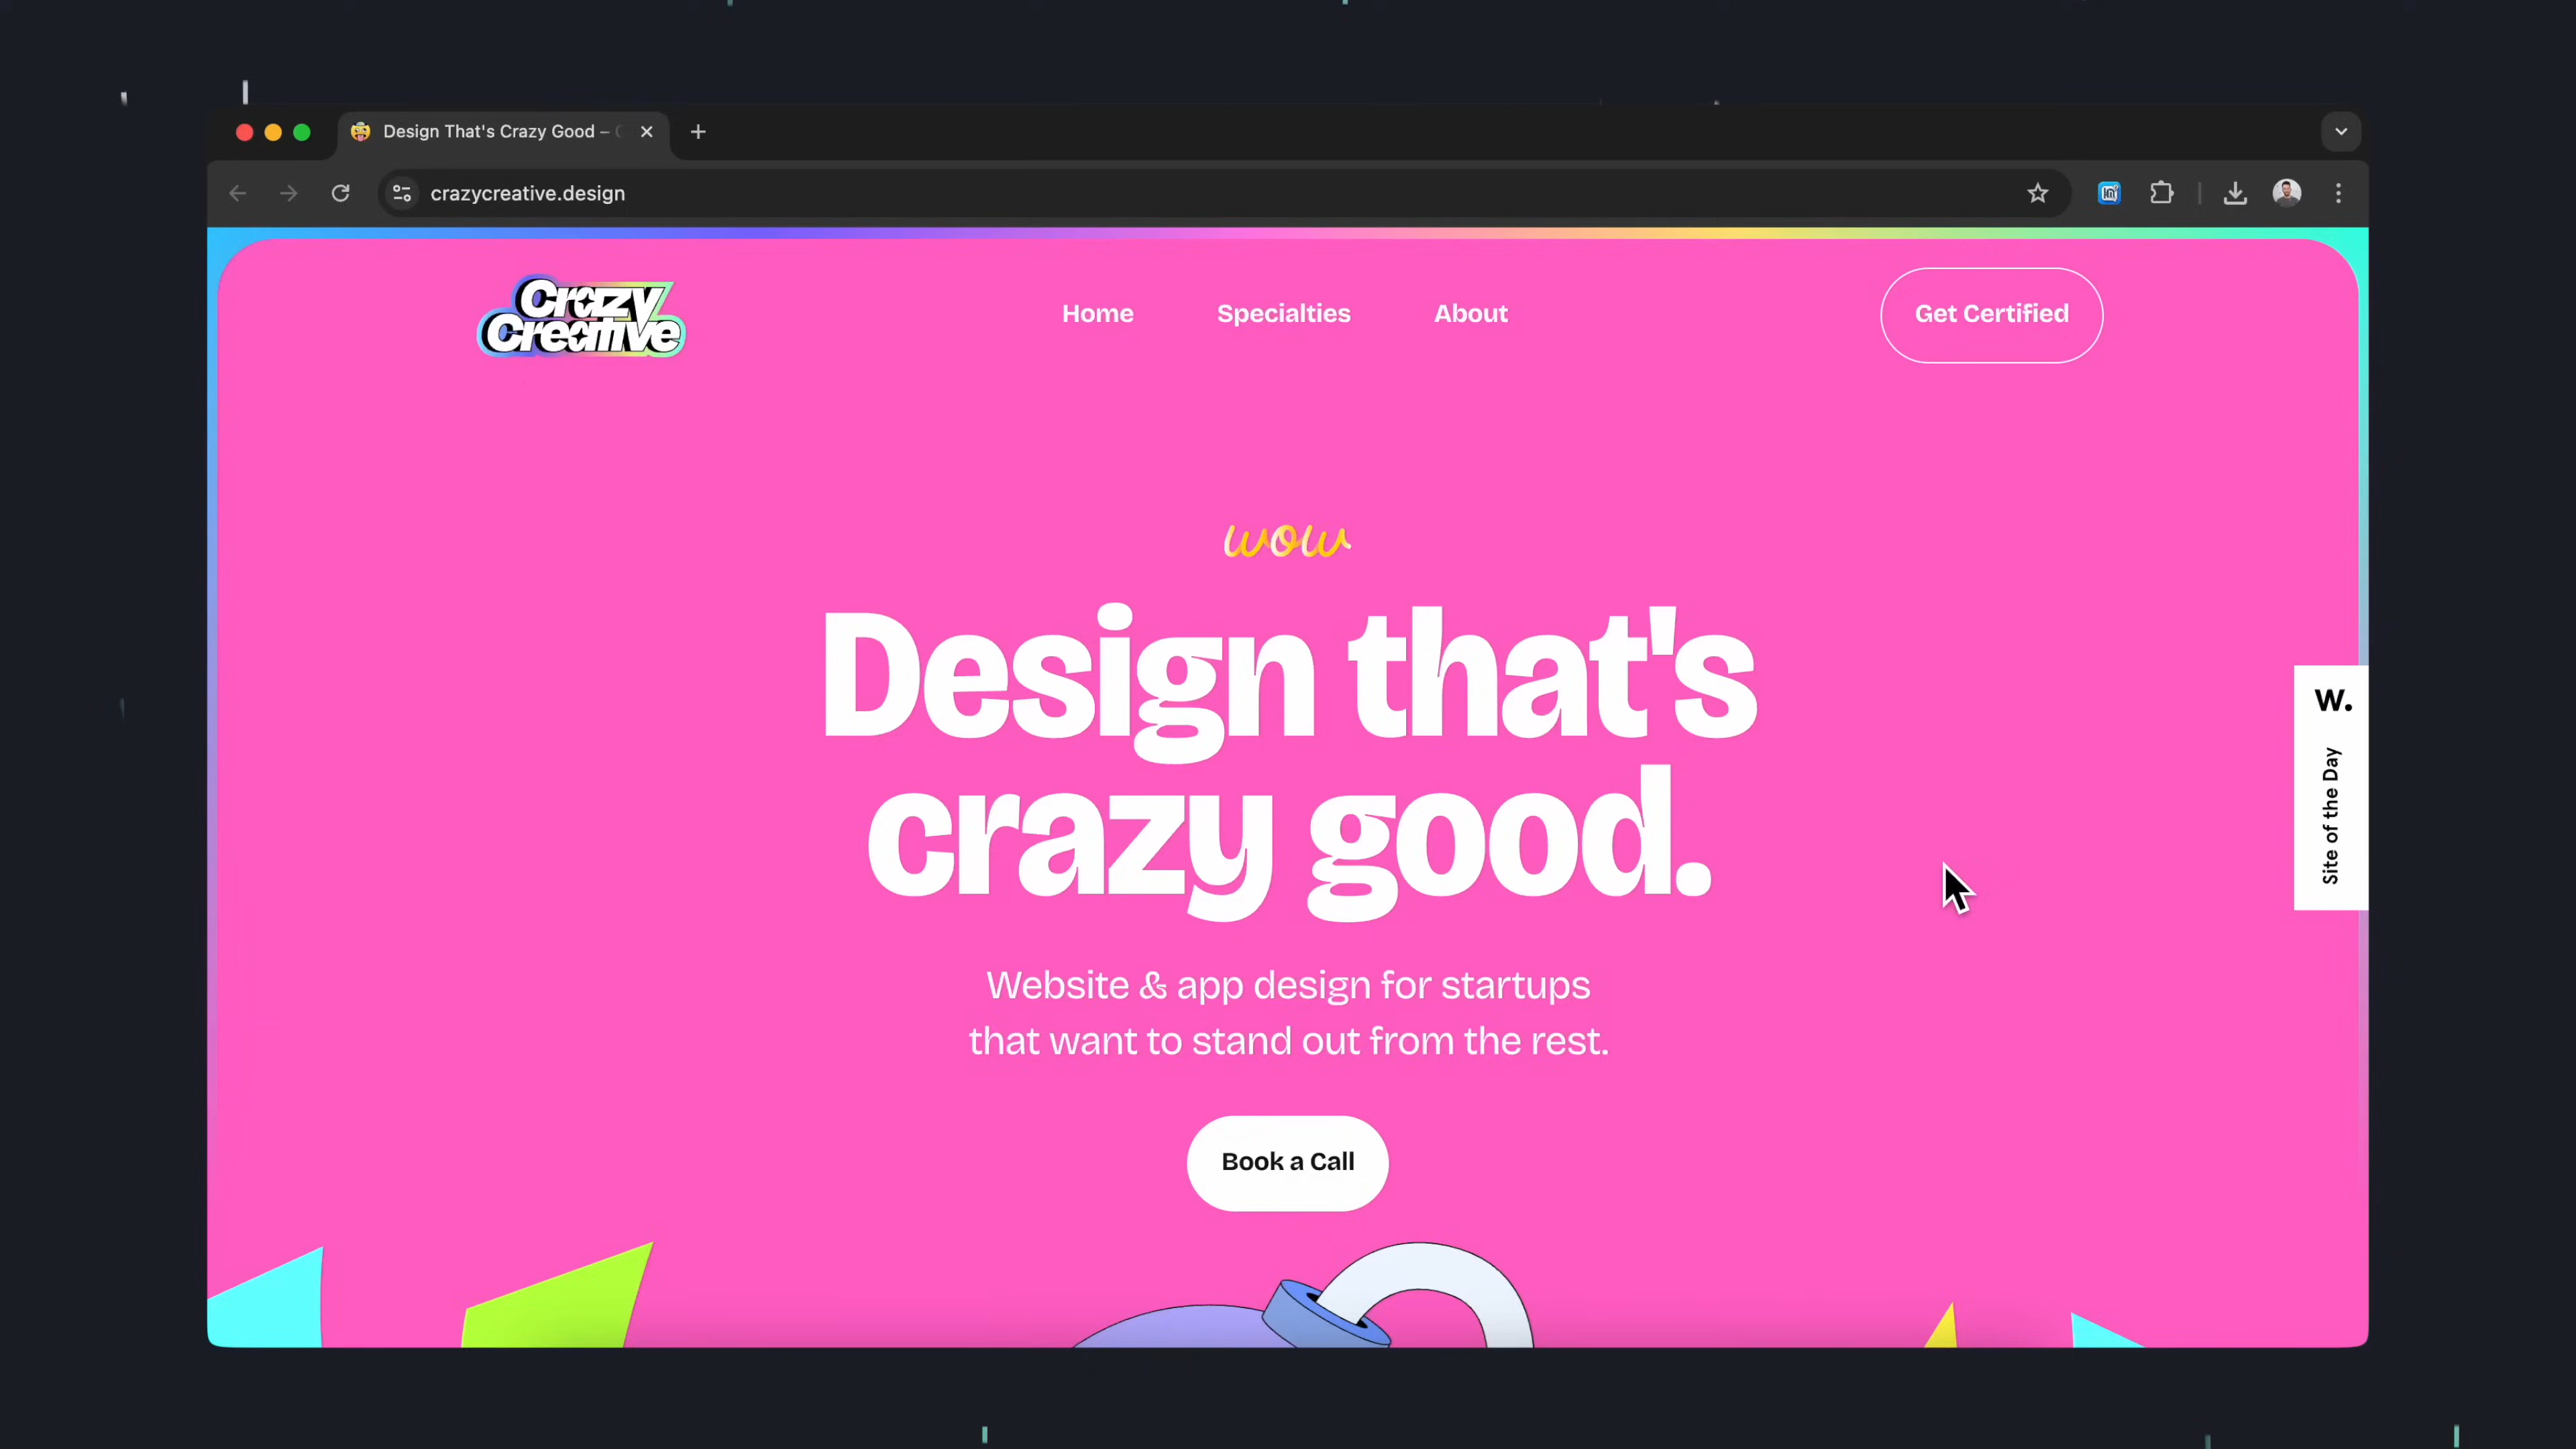 Design That's Crazy Good –
crazycreative.design
Crazy
Creative
Home
Specialties
About
Get Certified
wow
Design that's
crazy good.
Website & app design for startups
that want to stand out from the rest.
Book a Call
W.
Site of the Day